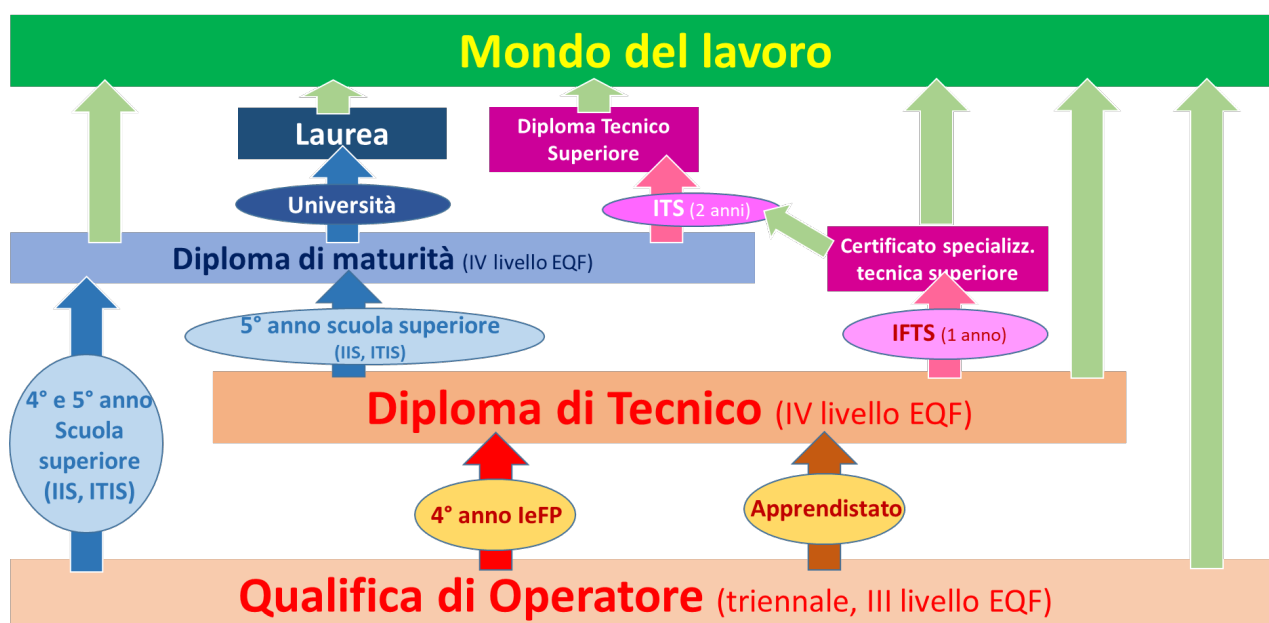 Mondo del lavoro
Laurea
Diploma Tecnico
Superiore
Università
ITS (2 anni)
Diploma di maturità (IV livello EQF)
Certificato specializz.
tecnica superiore
5° anno scuola superiore
(IIS, ITIS)
IFTS (1 anno)
4° e 5° anno
Scuola
superiore
(IIS, ITIS)
Diploma di Tecnico (IV livello EQF)
4° anno IeFP
Apprendistato
Qualifica di Operatore (triennale, III livello EQF)